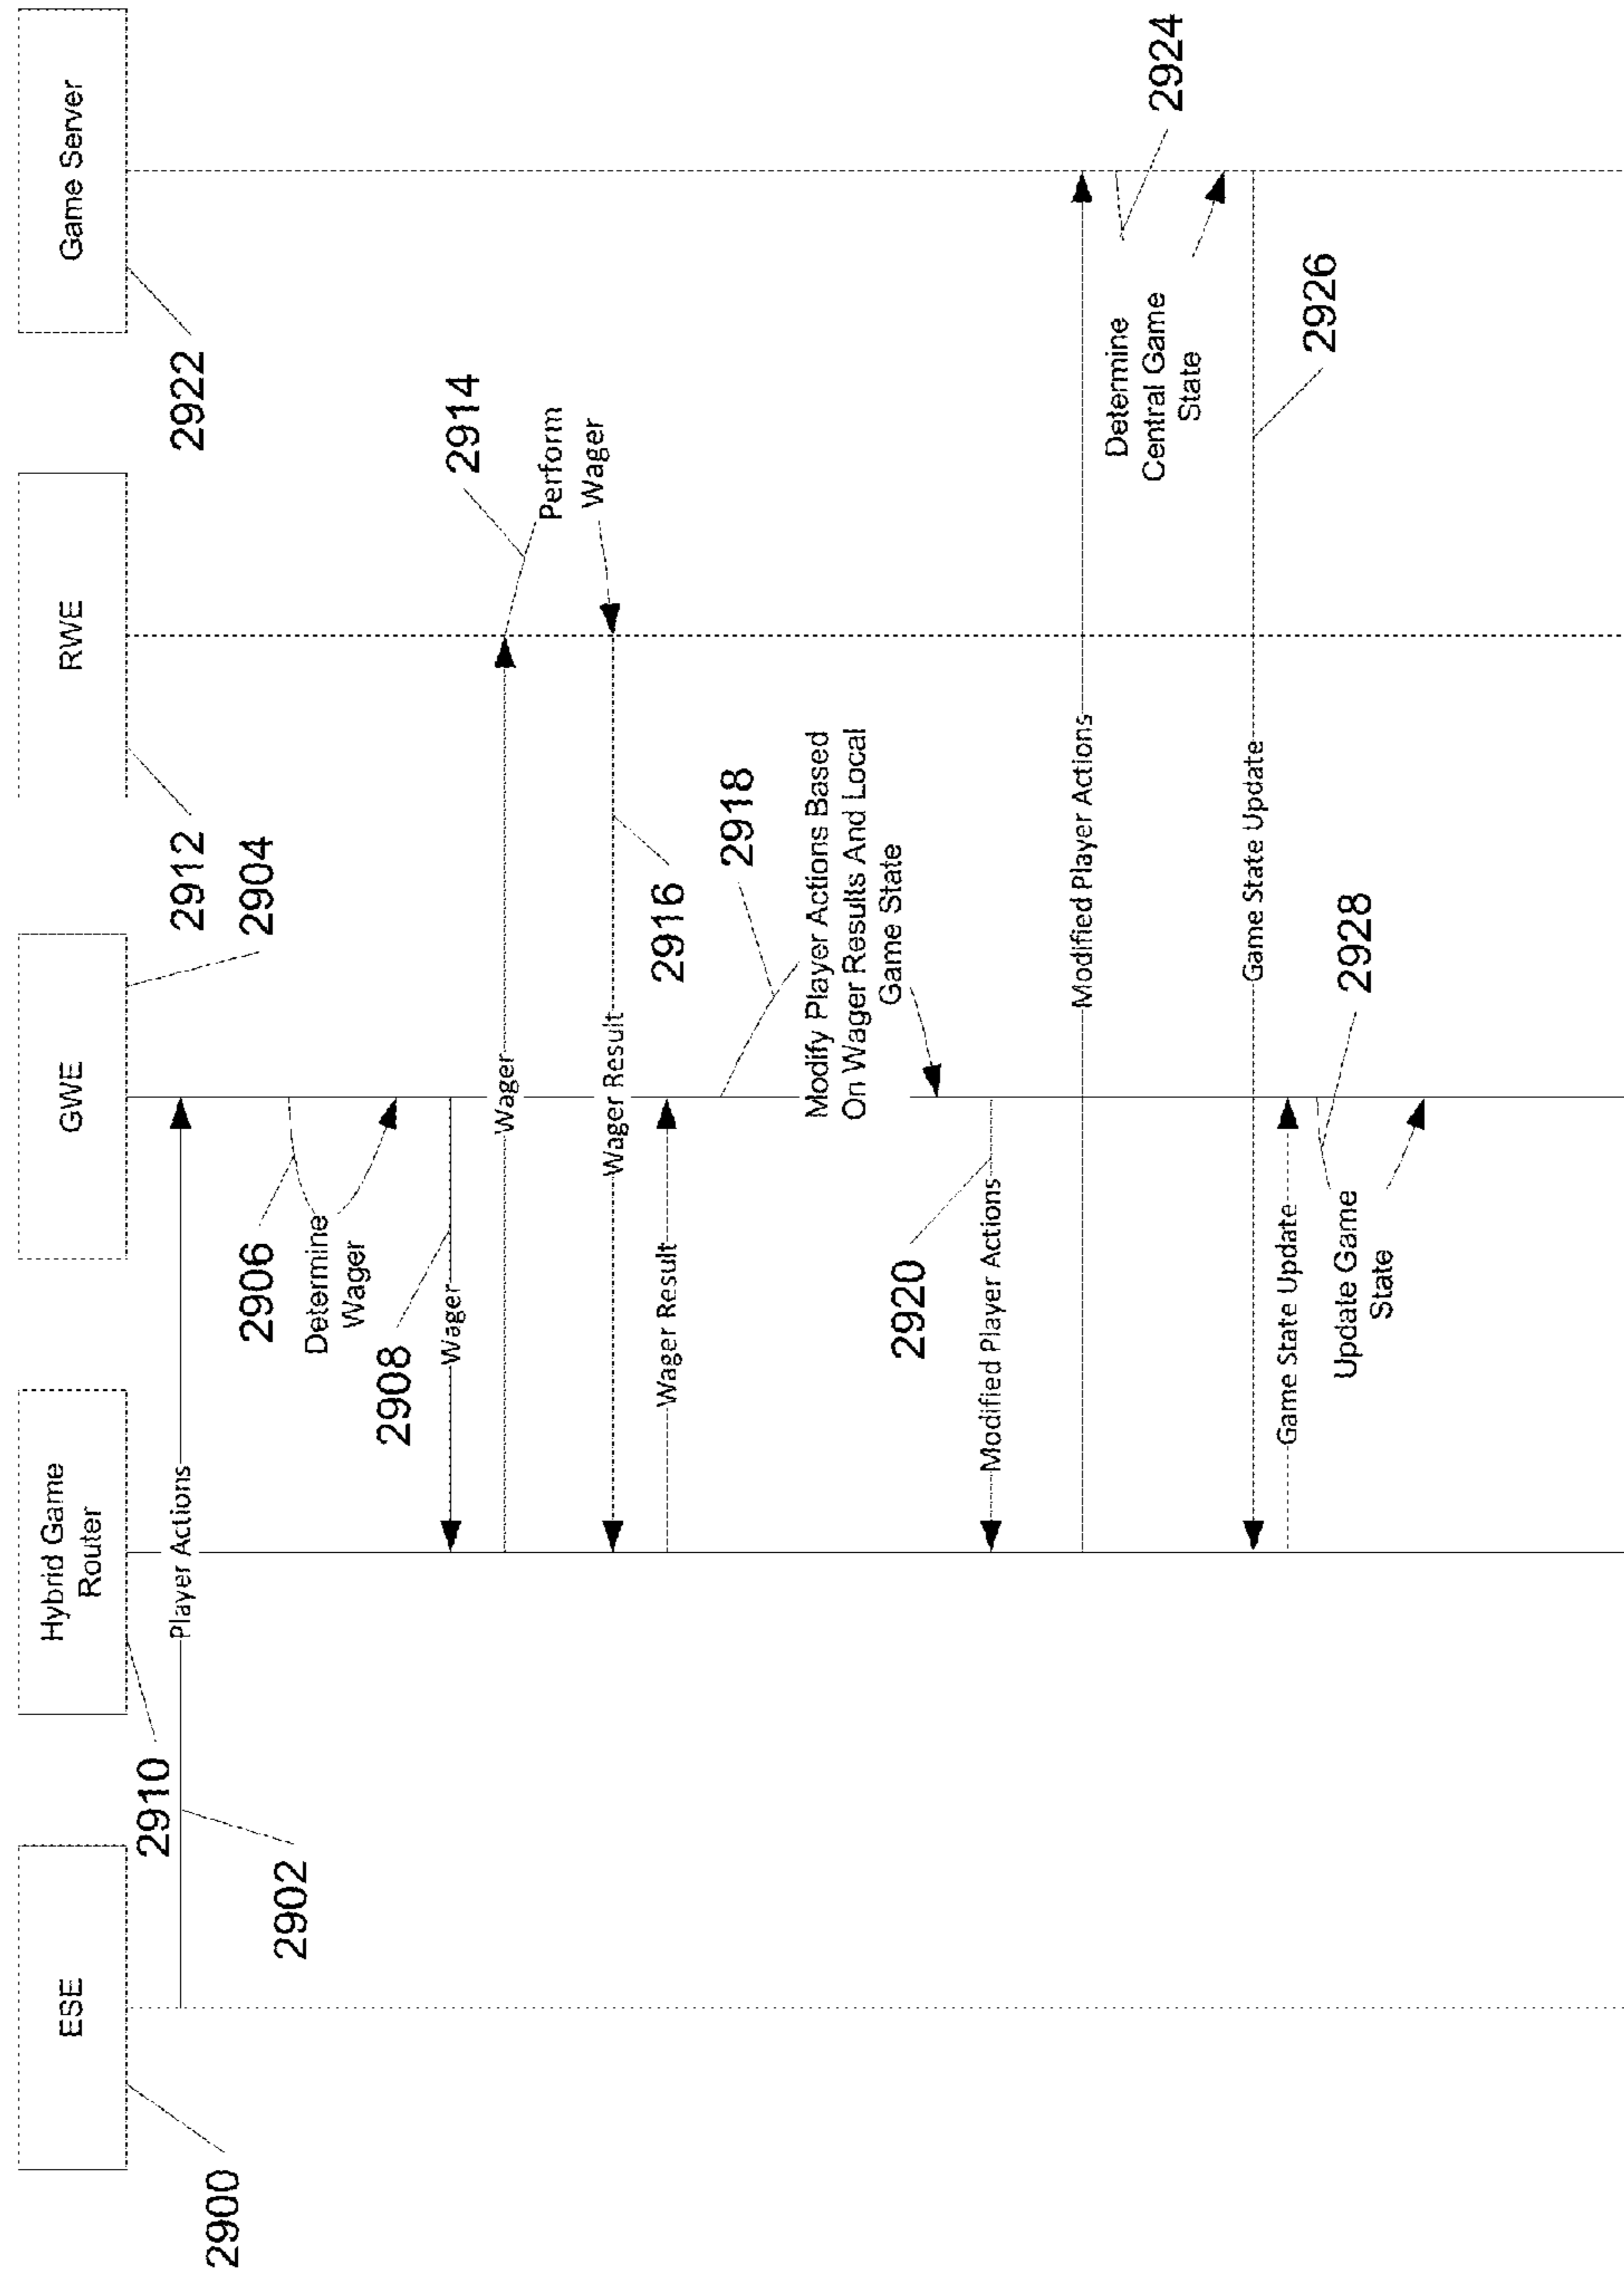 ESE
Hybrid Game
Router
GWE
RWE
Game Server
2900
2910
2904
2912
2922
Player Actions
2902
2906
Determine
Wager
2908
Wager
Wager
2914
Perform
Wager
Wager Result
2916
Wager Result
2918
Modify Player Actions Based
On Wager Results And Local
Game State
2920
Modified Player Actions
Modified Player Actions
2924
Determine
Central Game
State
Game State Update
2926
Game State Update
2928
Update Game
State